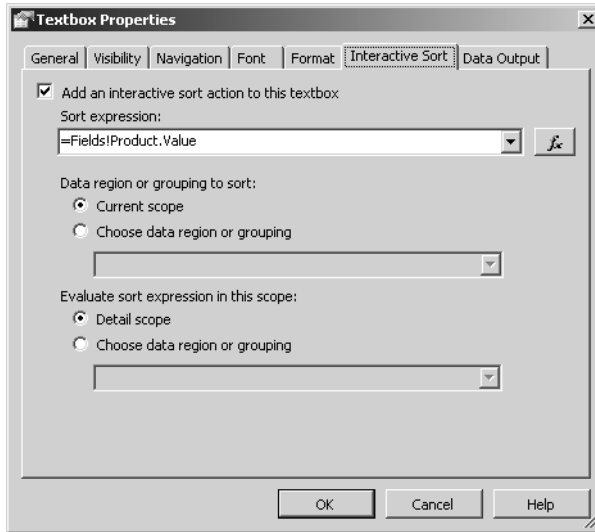 Textbox Properties
General Visibility Navigation Font Format Interactive Sort Data Output
Add an interactive sort action to this textbox
Sort expression:
=Fields!Product.Value
fx
Data region or grouping to sort:
Current scope
Choose data region or grouping
Evaluate sort expression in this scope:
Detail scope
Choose data region or grouping
OK Cancel Help